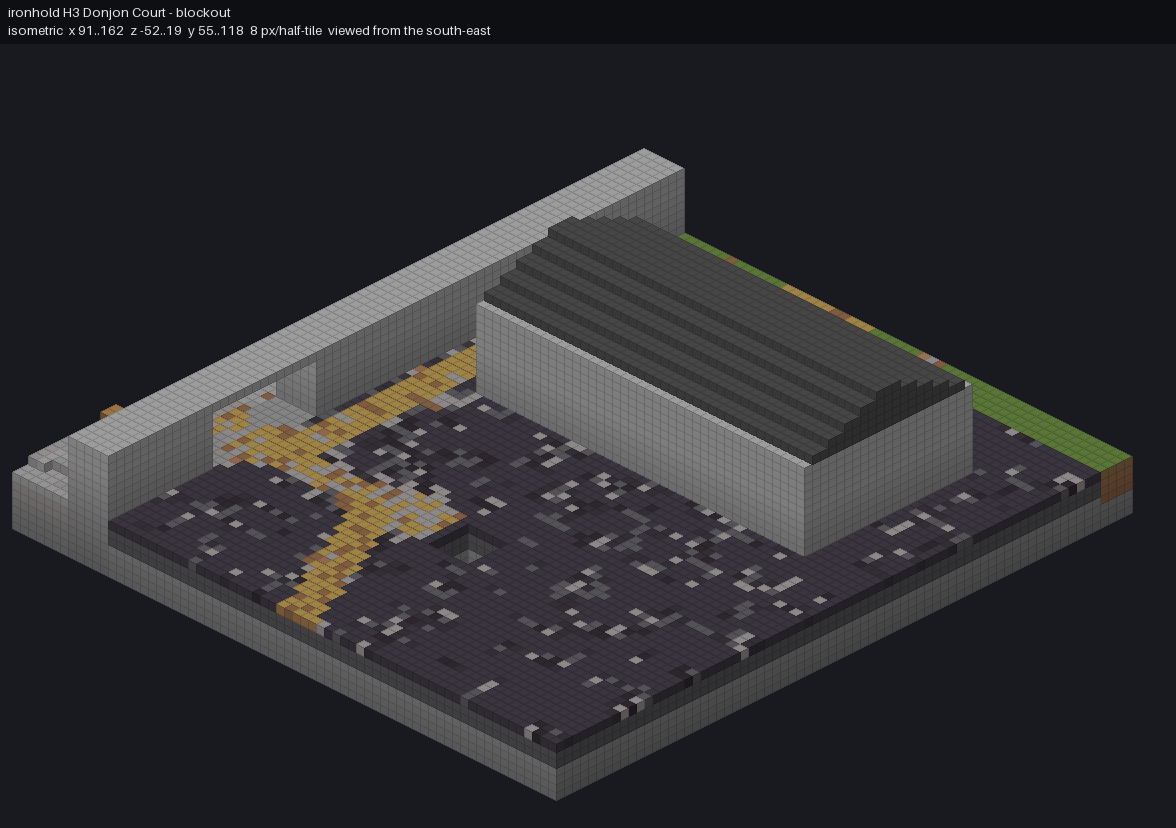 ironhold H3 Donjon Court - blockout
isometric  x 91..162  z -52..19  y 55..118  8 px/half-tile  viewed from the south-east